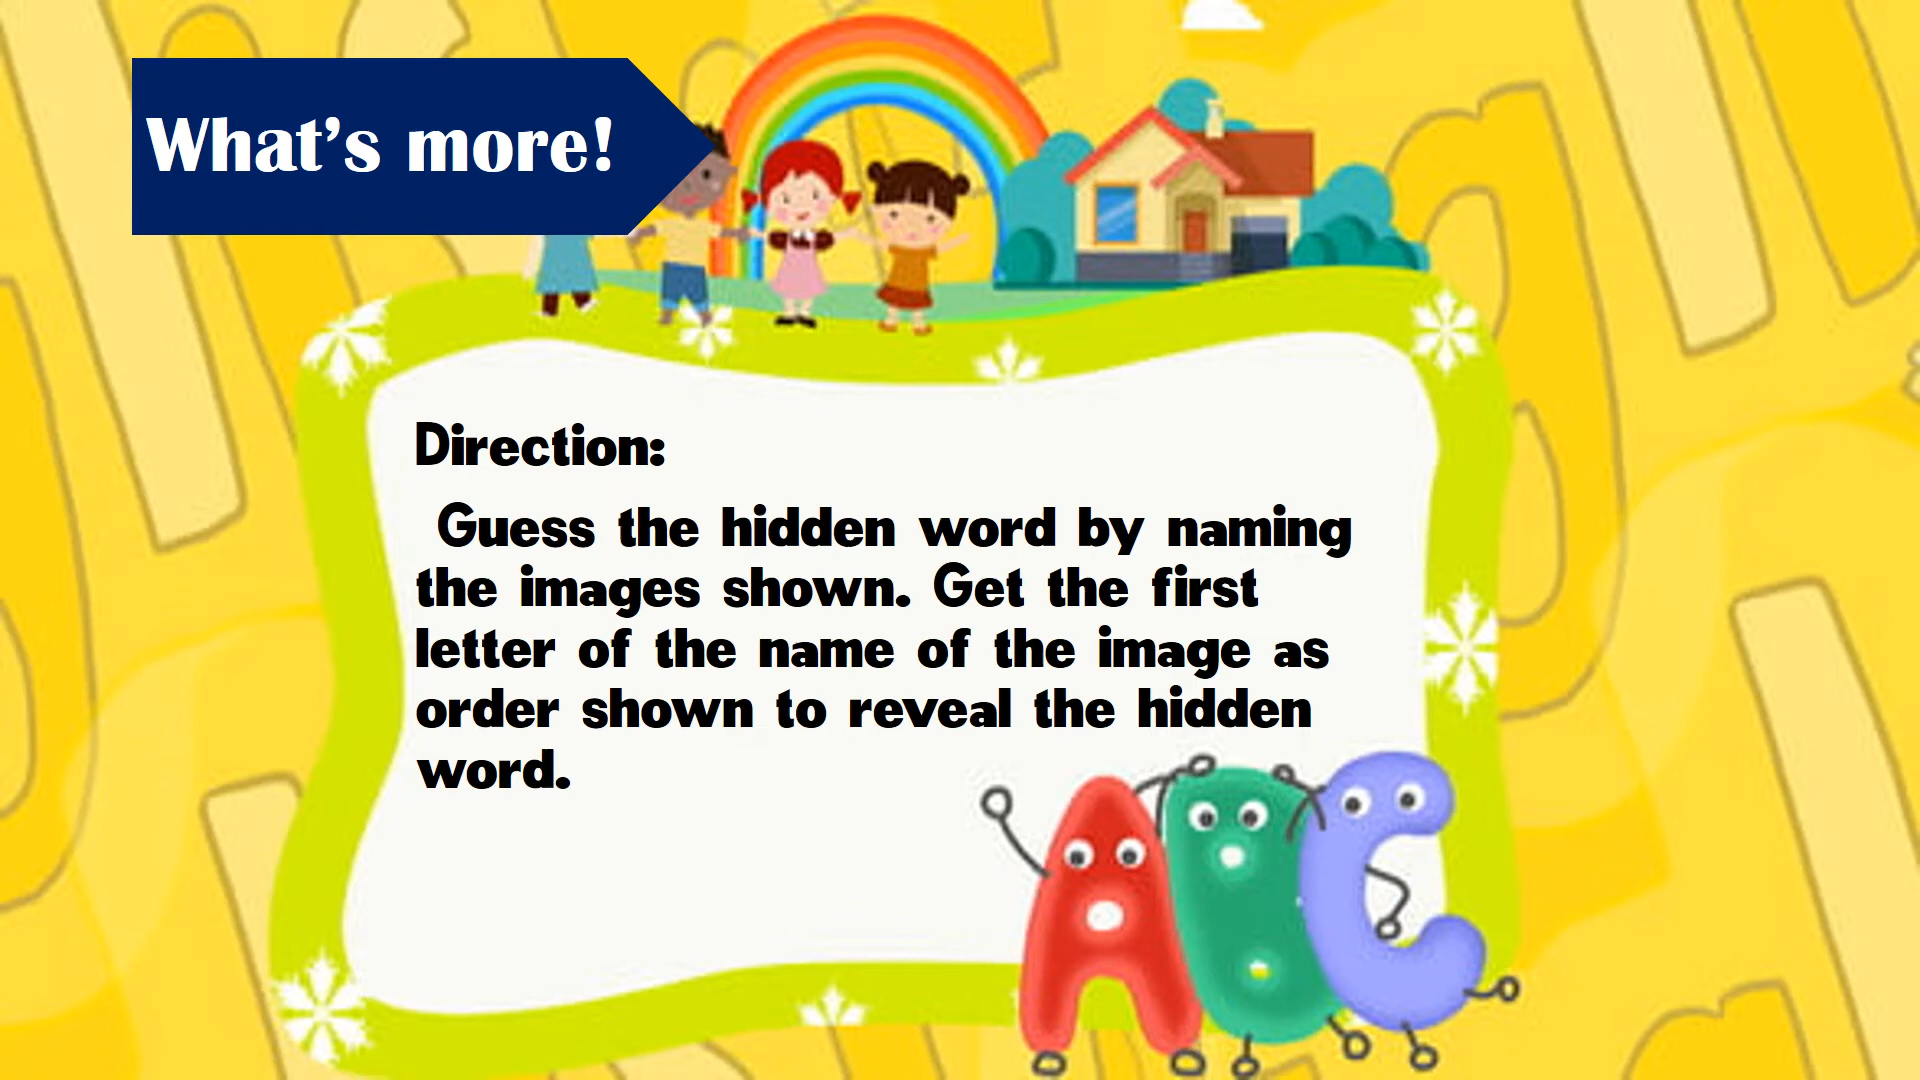 What's more!
Direction:
Guess the hidden word by naming
the images shown. Get the first
letter of the name of the image as
order shown to reveal the hidden
word.
ABC